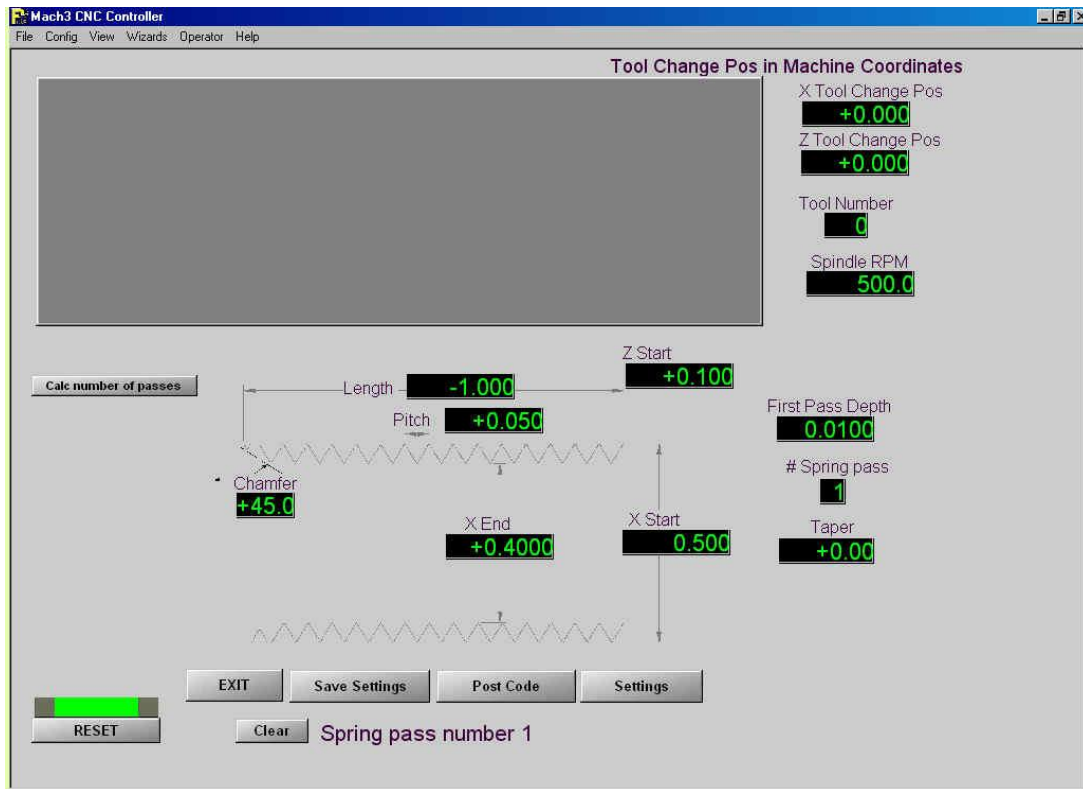 Mach3 CNC Controller
File Config View Wizards Operator Help
Tool Change Pos in Machine Coordinates
X Tool Change Pos
+0.000
Z Tool Change Pos
+0.000
Tool Number
0
Spindle RPM
500.0
Calc number of passes
Length -1.000
Z Start
+0.100
Pitch +0.050
First Pass Depth
0.0100
Chamfer
+45.0
# Spring pass
1
X End
+0.4000
X Start
0.500
Taper
+0.00
EXIT Save Settings Post Code Settings
RESET Clear Spring pass number 1